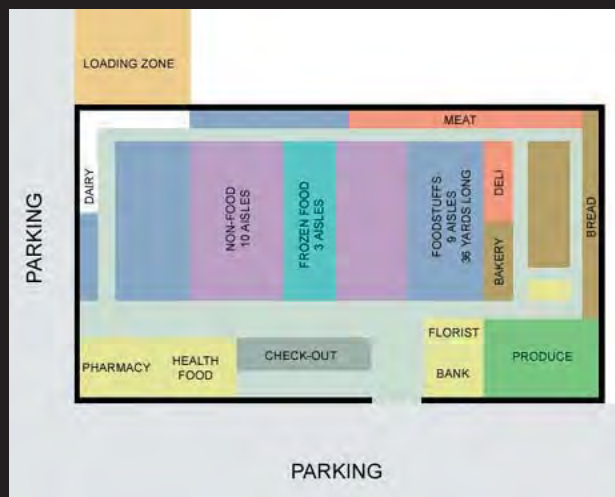 LOADING ZONE
MEAT
DAIRY
NON-FOOD
10 AISLES
FROZEN FOOD
3 AISLES
FOODSTUFFS
9 AISLES
36 YARDS LONG
DELI
BAKERY
BREAD
PARKING
PHARMACY
HEALTH
FOOD
CHECK-OUT
FLORIST
BANK
PRODUCE
PARKING